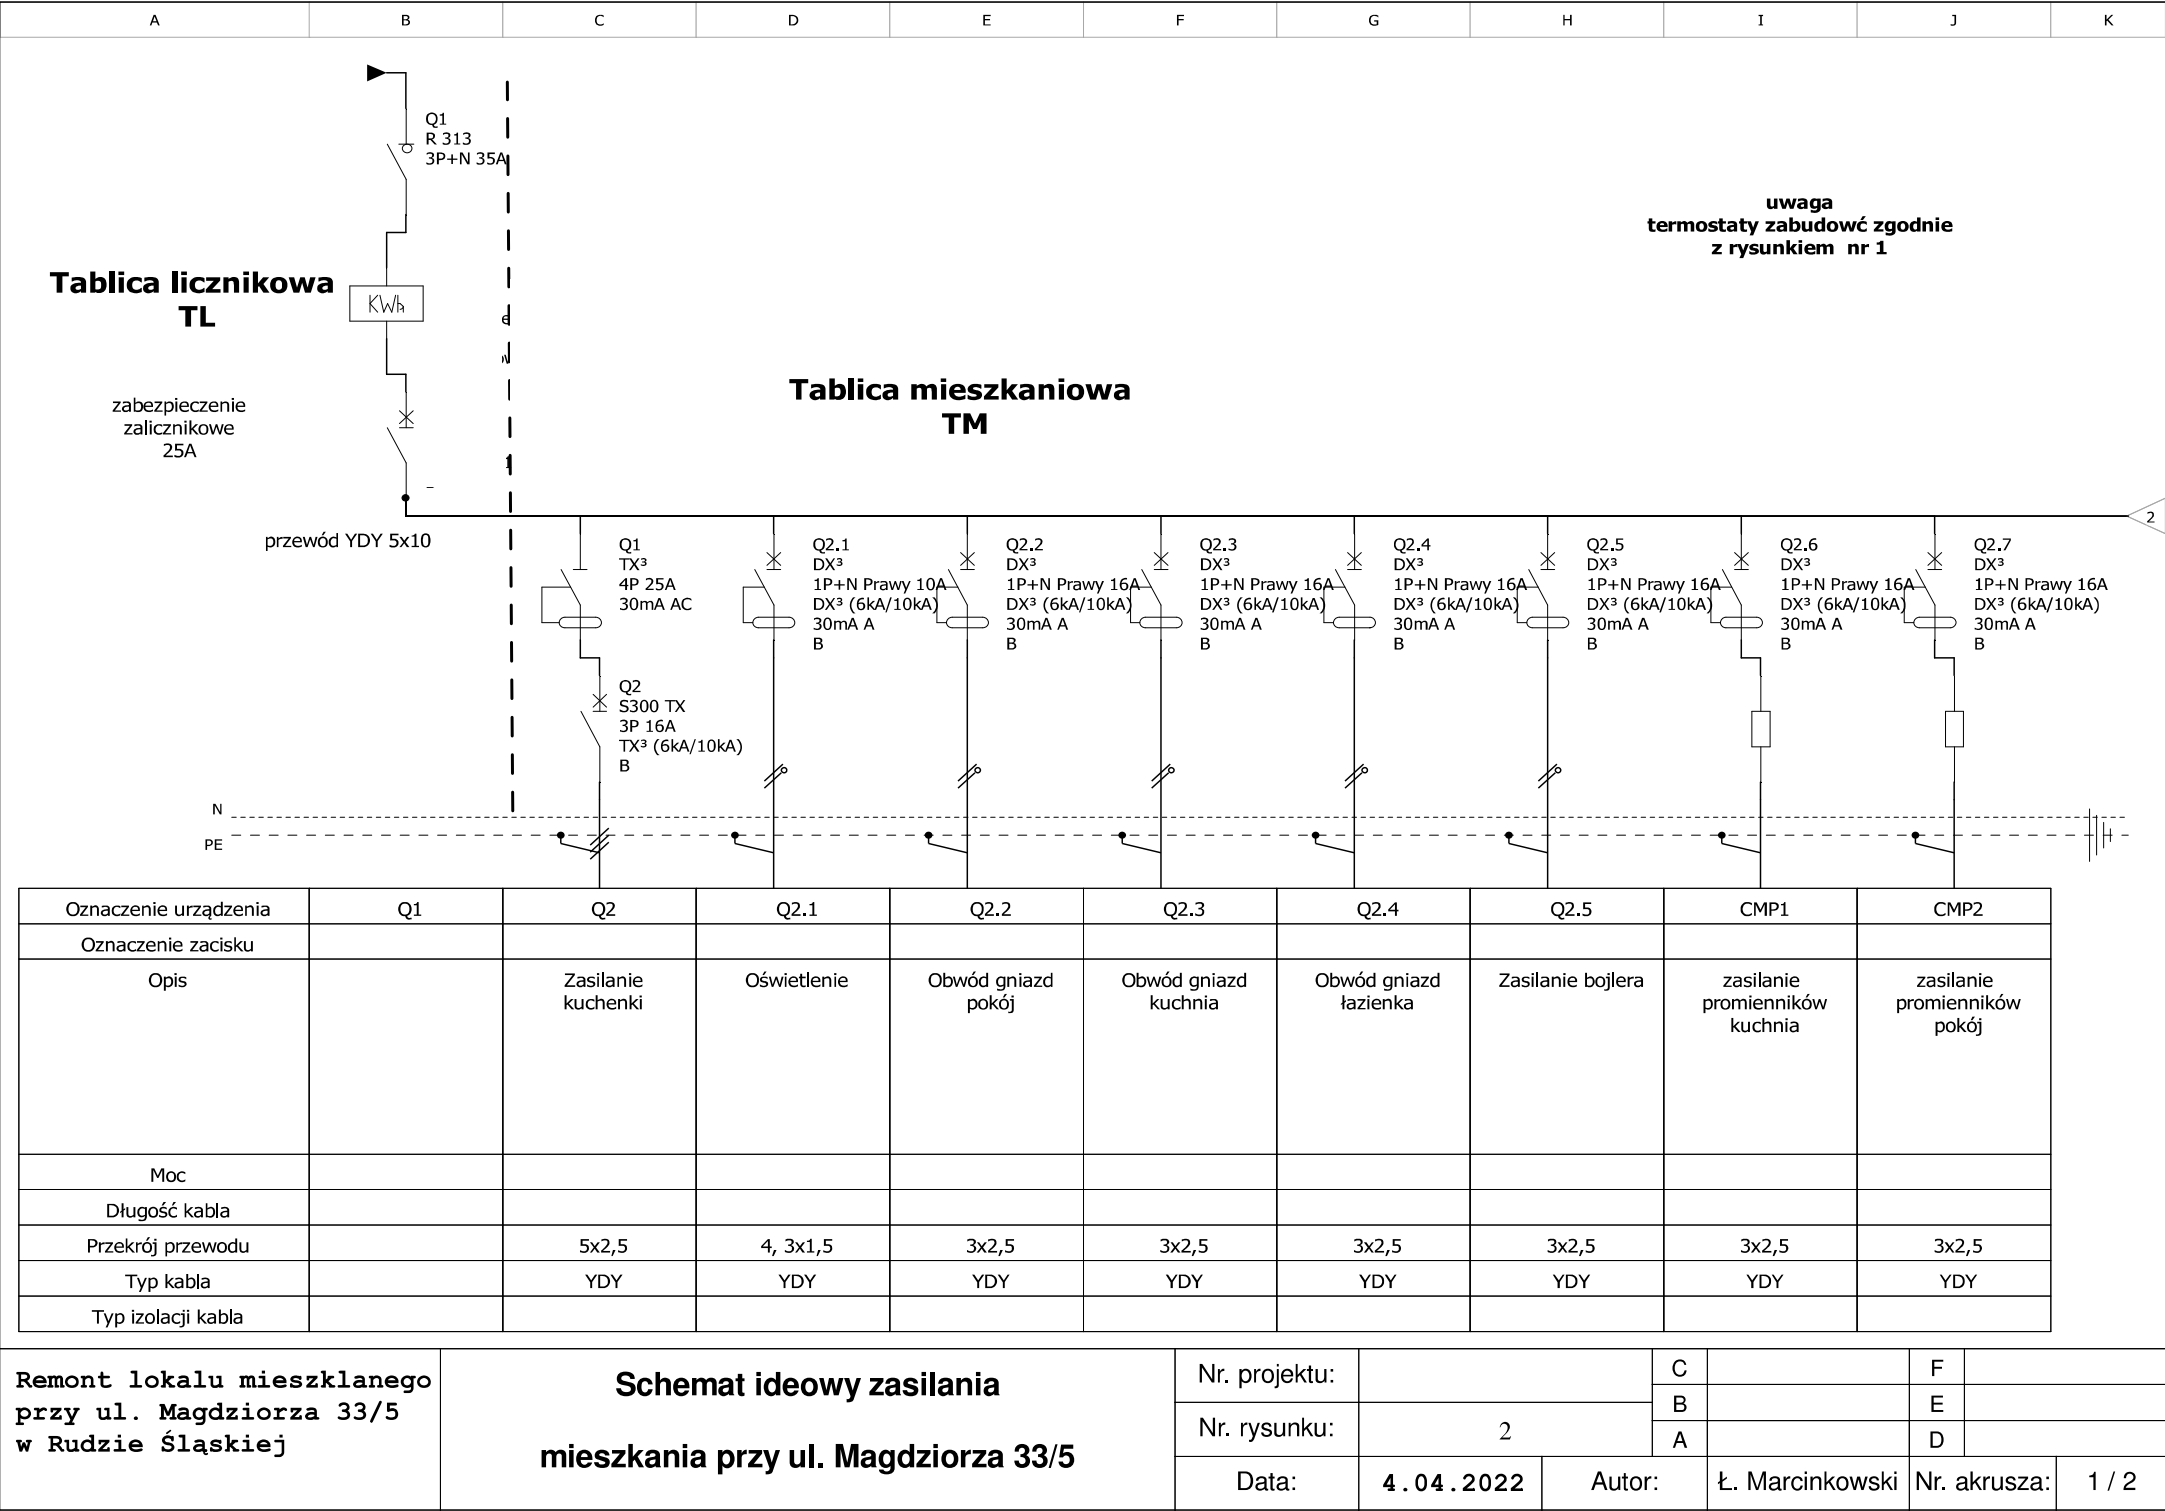 A B C D E F G H I J K
Q1
R 313
3P+N 35A
uwaga
termostaty zabudowć zgodnie
z rysunkiem nr 1
Tablica licznikowa
TL
KWh
Tablica mieszkaniowa
TM
zabezpieczenie
zalicznikowe
25A
przewód YDY 5x10
2
Q1
TX³
4P 25A
30mA AC
Q2
S300 TX
3P 16A
TX³ (6kA/10kA)
B
Q2.1
DX³
1P+N Prawy 10A
DX³ (6kA/10kA)
30mA A
B
Q2.2
DX³
1P+N Prawy 16A
DX³ (6kA/10kA)
30mA A
B
Q2.3
DX³
1P+N Prawy 16A
DX³ (6kA/10kA)
30mA A
B
Q2.4
DX³
1P+N Prawy 16A
DX³ (6kA/10kA)
30mA A
B
Q2.5
DX³
1P+N Prawy 16A
DX³ (6kA/10kA)
30mA A
B
Q2.6
DX³
1P+N Prawy 16A
DX³ (6kA/10kA)
30mA A
B
Q2.7
DX³
1P+N Prawy 16A
DX³ (6kA/10kA)
30mA A
B
N
PE
Oznaczenie urządzenia Q1 Q2 Q2.1 Q2.2 Q2.3 Q2.4 Q2.5 CMP1 CMP2
Oznaczenie zacisku
Opis
Zasilanie
kuchenki
Oświetlenie
Obwód gniazd
pokój
Obwód gniazd
kuchnia
Obwód gniazd
łazienka
Zasilanie bojlera
zasilanie
promienników
kuchnia
zasilanie
promienników
pokój
Moc
Długość kabla
Przekrój przewodu 5x2,5 4, 3x1,5 3x2,5 3x2,5 3x2,5 3x2,5 3x2,5 3x2,5
Typ kabla YDY YDY YDY YDY YDY YDY YDY YDY
Typ izolacji kabla
Remont lokalu mieszklanego
przy ul. Magdziorza 33/5
w Rudzie Śląskiej
Schemat ideowy zasilania
mieszkania przy ul. Magdziorza 33/5
Nr. projektu:
Nr. rysunku: 2
C F
B E
A D
Data: 4.04.2022 Autor: Ł. Marcinkowski Nr. akrusza: 1 / 2